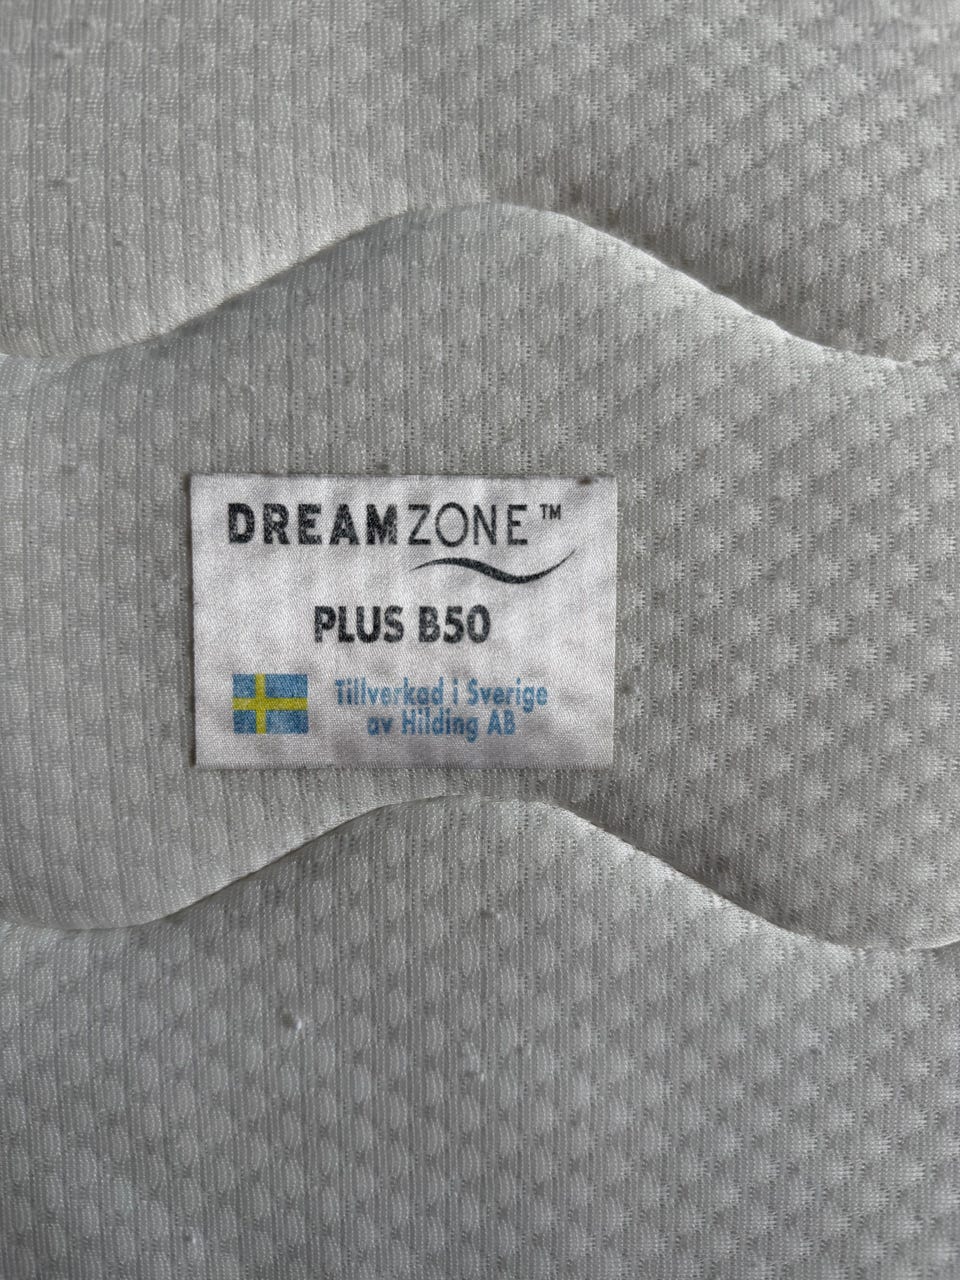 DREAMZONE™
PLUS B50
Tillverkad i Sverige
av Hilding AB